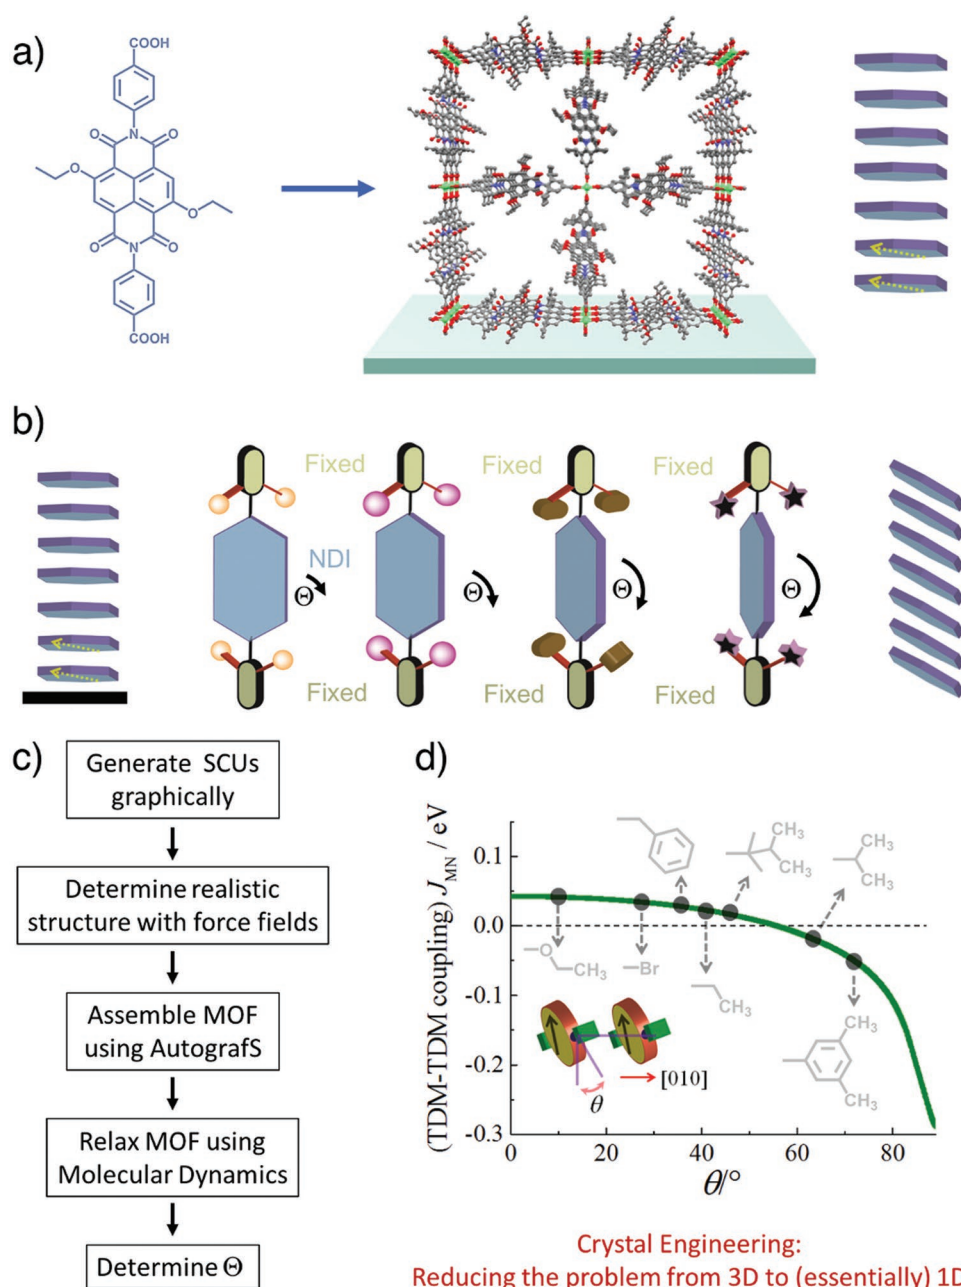 a)
COOH
O
N
O
O
O
O
N
O
COOH
b)
Fixed
Fixed
Fixed
NDI
Θ
Θ
Θ
Θ
Fixed
Fixed
Fixed
c)
Generate SCUs
graphically
Determine realistic
structure with force fields
Assemble MOF
using AutografS
Relax MOF using
Molecular Dynamics
Determine Θ
d)
(TDM-TDM coupling) J_MN / eV
0.1
0.0
-0.1
-0.2
-0.3
0
20
40
60
80
θ/°
CH₃
CH₃
CH₃
CH₃
O
CH₃
Br
CH₃
CH₃
CH₃
θ
[010]
Crystal Engineering:
Reducing the problem from 3D to (essentially) 1D